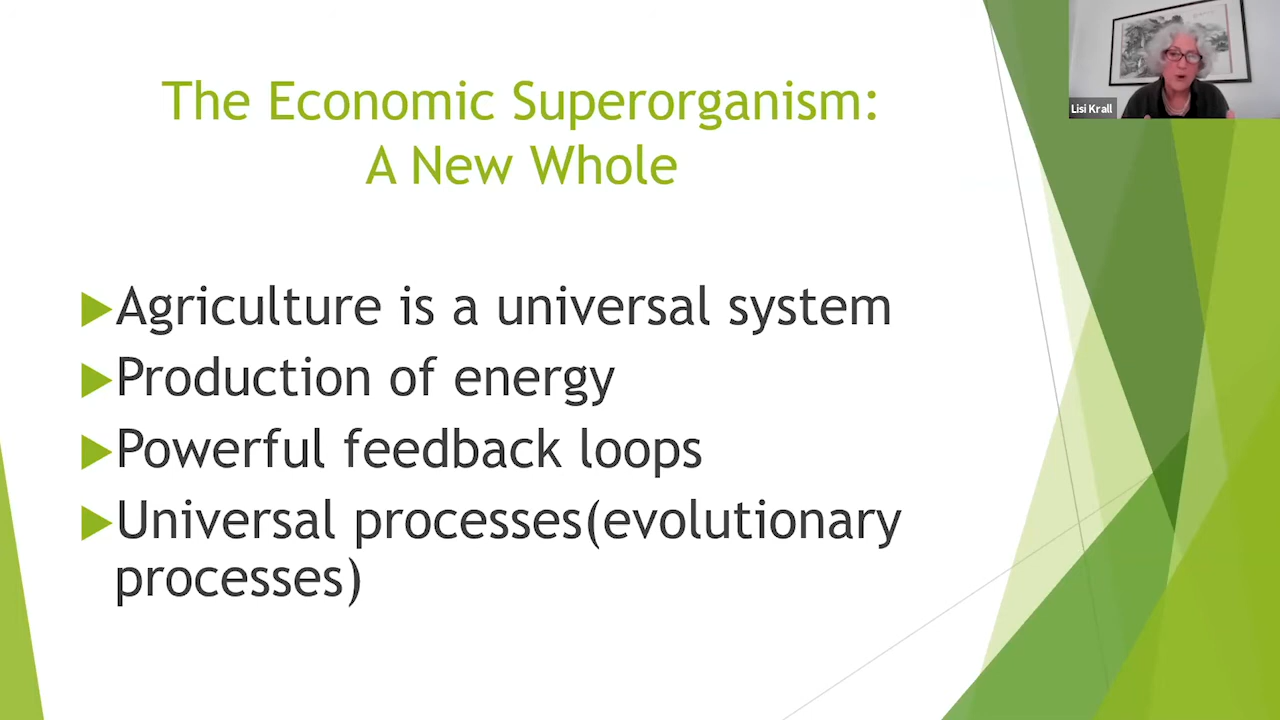 The Economic Superorganism:
A New Whole
Agriculture is a universal system
Production of energy
Powerful feedback loops
Universal processes(evolutionary
processes)
Lisi Krall